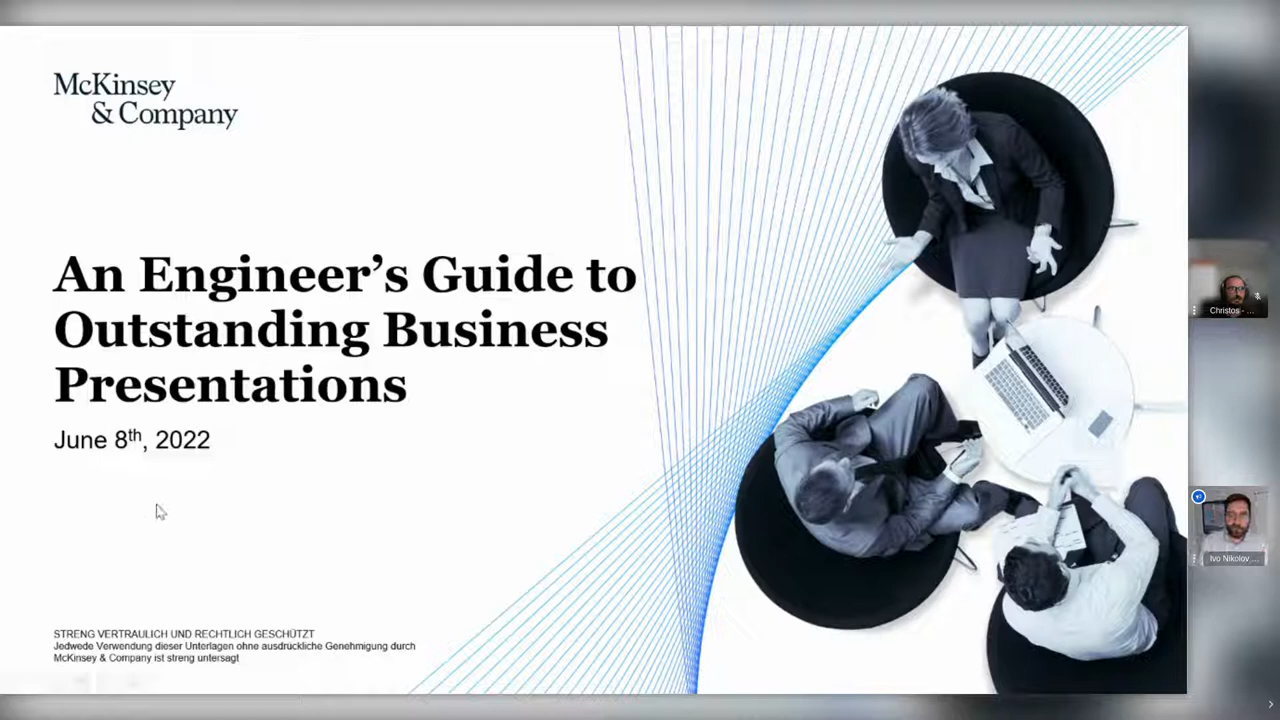 McKinsey
& Company
An Engineer’s Guide to
Outstanding Business
Presentations
June 8th, 2022
STRENG VERTRAULICH UND RECHTLICH GESCHÜTZT
Jedwede Verwendung dieser Unterlagen ohne ausdrückliche Genehmigung durch
McKinsey & Company ist streng untersagt
Christos - ...
Ivo Nikolov,...